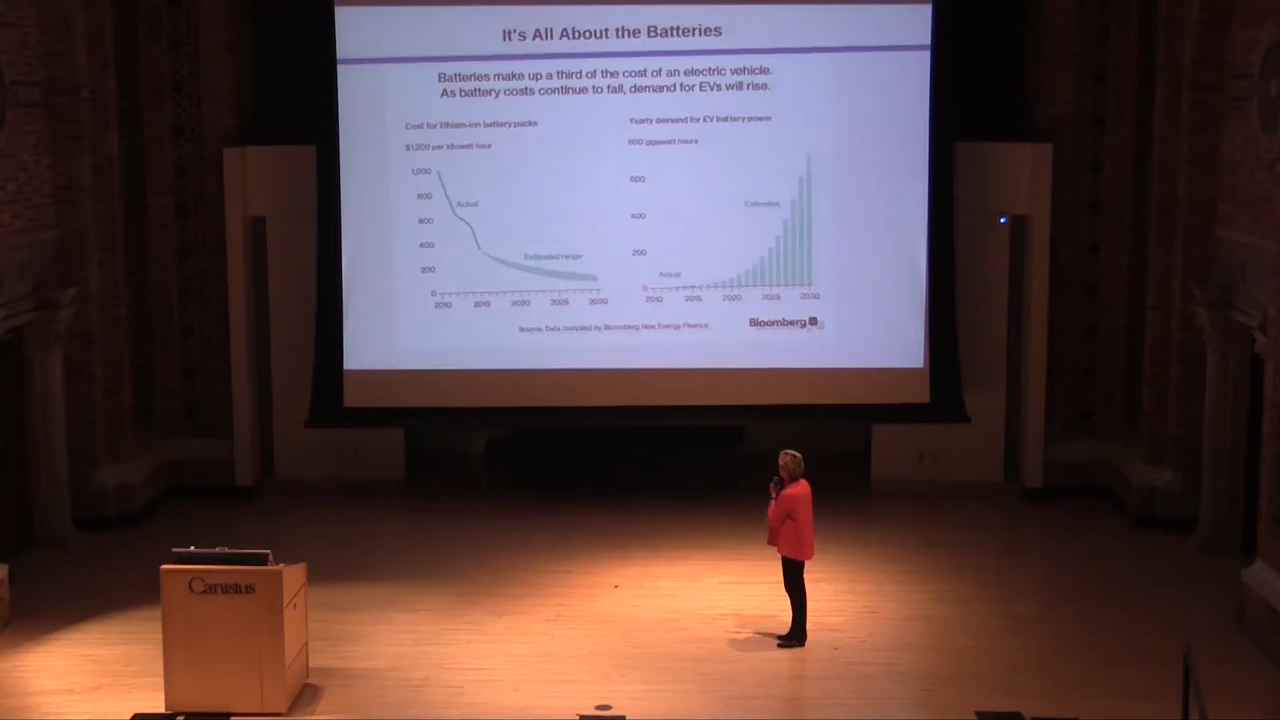 It's All About the Batteries
Batteries make up a third of the cost of an electric vehicle.
As battery costs continue to fall, demand for EVs will rise.
Cost for lithium-ion battery packs
$1,200 per kilowatt hour
1,000
800
600
400
200
0
2010 2015 2020 2025 2030
Actual
Estimated range
Yearly demand for EV battery power
800 gigawatt hours
600
400
200
0
2010 2015 2020 2025 2030
Actual
Estimates
Source: Data compiled by Bloomberg New Energy Finance.
Bloomberg
Canisius